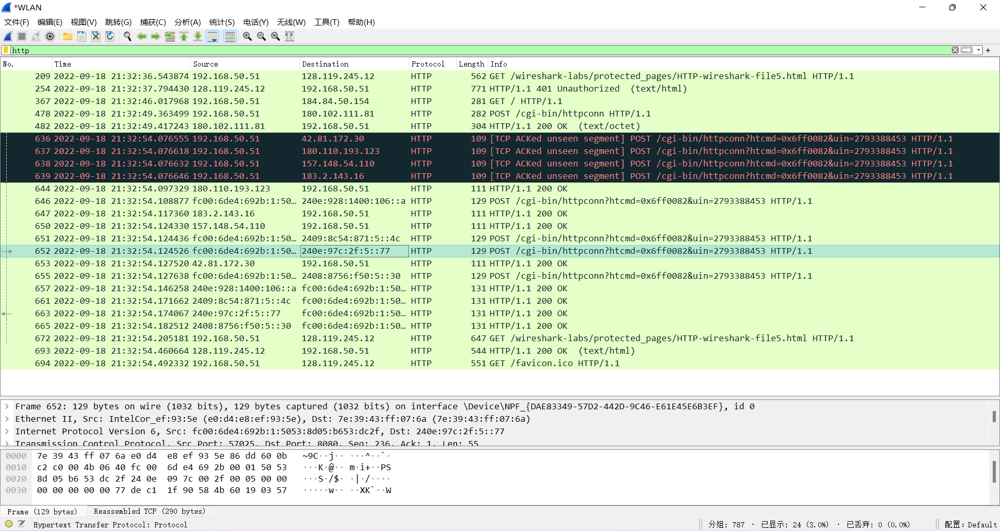 *WLAN
文件(F) 编辑(E) 视图(V) 跳转(G) 捕获(C) 分析(A) 统计(S) 电话(Y) 无线(W) 工具(T) 帮助(H)
http
No. Time Source Destination Protocol Length Info
209 2022-09-18 21:32:36.543874 192.168.50.51 128.119.245.12 HTTP 562 GET /wireshark-labs/protected_pages/HTTP-wireshark-file5.html HTTP/1.1
254 2022-09-18 21:32:37.794430 128.119.245.12 192.168.50.51 HTTP 771 HTTP/1.1 401 Unauthorized (text/html)
367 2022-09-18 21:32:46.017968 192.168.50.51 184.84.50.154 HTTP 281 GET / HTTP/1.1
478 2022-09-18 21:32:49.363499 192.168.50.51 180.102.111.81 HTTP 282 POST /cgi-bin/httpconn HTTP/1.1
482 2022-09-18 21:32:49.417243 180.102.111.81 192.168.50.51 HTTP 304 HTTP/1.1 200 OK (text/octet)
636 2022-09-18 21:32:54.076555 192.168.50.51 42.81.172.30 HTTP 109 [TCP ACKed unseen segment] POST /cgi-bin/httpconn?htcmd=0x6ff0082&uin=2793388453 HTTP/1.1
637 2022-09-18 21:32:54.076618 192.168.50.51 180.110.193.123 HTTP 109 [TCP ACKed unseen segment] POST /cgi-bin/httpconn?htcmd=0x6ff0082&uin=2793388453 HTTP/1.1
638 2022-09-18 21:32:54.076632 192.168.50.51 157.148.54.110 HTTP 109 [TCP ACKed unseen segment] POST /cgi-bin/httpconn?htcmd=0x6ff0082&uin=2793388453 HTTP/1.1
639 2022-09-18 21:32:54.076646 192.168.50.51 183.2.143.16 HTTP 109 [TCP ACKed unseen segment] POST /cgi-bin/httpconn?htcmd=0x6ff0082&uin=2793388453 HTTP/1.1
644 2022-09-18 21:32:54.097329 180.110.193.123 192.168.50.51 HTTP 111 HTTP/1.1 200 OK
646 2022-09-18 21:32:54.108877 fc00:6de4:692b:1:50… 240e:928:1400:106::a HTTP 129 POST /cgi-bin/httpconn?htcmd=0x6ff0082&uin=2793388453 HTTP/1.1
647 2022-09-18 21:32:54.117360 183.2.143.16 192.168.50.51 HTTP 111 HTTP/1.1 200 OK
650 2022-09-18 21:32:54.124330 157.148.54.110 192.168.50.51 HTTP 111 HTTP/1.1 200 OK
651 2022-09-18 21:32:54.124436 fc00:6de4:692b:1:50… 2409:8c54:871:5::4c HTTP 129 POST /cgi-bin/httpconn?htcmd=0x6ff0082&uin=2793388453 HTTP/1.1
652 2022-09-18 21:32:54.124526 fc00:6de4:692b:1:50… 240e:97c:2f:5::77 HTTP 129 POST /cgi-bin/httpconn?htcmd=0x6ff0082&uin=2793388453 HTTP/1.1
653 2022-09-18 21:32:54.127520 42.81.172.30 192.168.50.51 HTTP 111 HTTP/1.1 200 OK
655 2022-09-18 21:32:54.127638 fc00:6de4:692b:1:50… 2408:8756:f50:5::30 HTTP 129 POST /cgi-bin/httpconn?htcmd=0x6ff0082&uin=2793388453 HTTP/1.1
657 2022-09-18 21:32:54.146258 240e:928:1400:106::a fc00:6de4:692b:1:50… HTTP 131 HTTP/1.1 200 OK
661 2022-09-18 21:32:54.171662 2409:8c54:871:5::4c fc00:6de4:692b:1:50… HTTP 131 HTTP/1.1 200 OK
663 2022-09-18 21:32:54.174067 240e:97c:2f:5::77 fc00:6de4:692b:1:50… HTTP 131 HTTP/1.1 200 OK
665 2022-09-18 21:32:54.182512 2408:8756:f50:5::30 fc00:6de4:692b:1:50… HTTP 131 HTTP/1.1 200 OK
672 2022-09-18 21:32:54.205181 192.168.50.51 128.119.245.12 HTTP 647 GET /wireshark-labs/protected_pages/HTTP-wireshark-file5.html HTTP/1.1
693 2022-09-18 21:32:54.460664 128.119.245.12 192.168.50.51 HTTP 544 HTTP/1.1 200 OK (text/html)
694 2022-09-18 21:32:54.492332 192.168.50.51 128.119.245.12 HTTP 551 GET /favicon.ico HTTP/1.1
Frame 652: 129 bytes on wire (1032 bits), 129 bytes captured (1032 bits) on interface \Device\NPF_{DAE83349-57D2-442D-9C46-E61E45E6B3EF}, id 0
Ethernet II, Src: IntelCor_ef:93:5e (e0:d4:e8:ef:93:5e), Dst: 7e:39:43:ff:07:6a (7e:39:43:ff:07:6a)
Internet Protocol Version 6, Src: fc00:6de4:692b:1:5053:8d05:b653:dc2f, Dst: 240e:97c:2f:5::77
Transmission Control Protocol, Src Port: 57025, Dst Port: 8080, Seq: 236, Ack: 1, Len: 55
0000 7e 39 43 ff 07 6a e0 d4 e8 ef 93 5e 86 dd 60 0b ~9C··j·· ···^··`·
0010 c2 c0 00 4b 06 40 fc 00 6d e4 69 2b 00 01 50 53 ···K·@·· m·i+··PS
0020 8d 05 b6 53 dc 2f 24 0e 09 7c 00 2f 00 05 00 00 ···S·/$· ·|·/····
0030 00 00 00 00 00 77 de c1 1f 90 58 4b 60 19 03 57 ·····w·· ··XK`··W
Frame (129 bytes) Reassembled TCP (290 bytes)
Hypertext Transfer Protocol: Protocol 分组: 787 · 已显示: 24 (3.0%) · 已丢弃: 0 (0.0%) 配置: Default